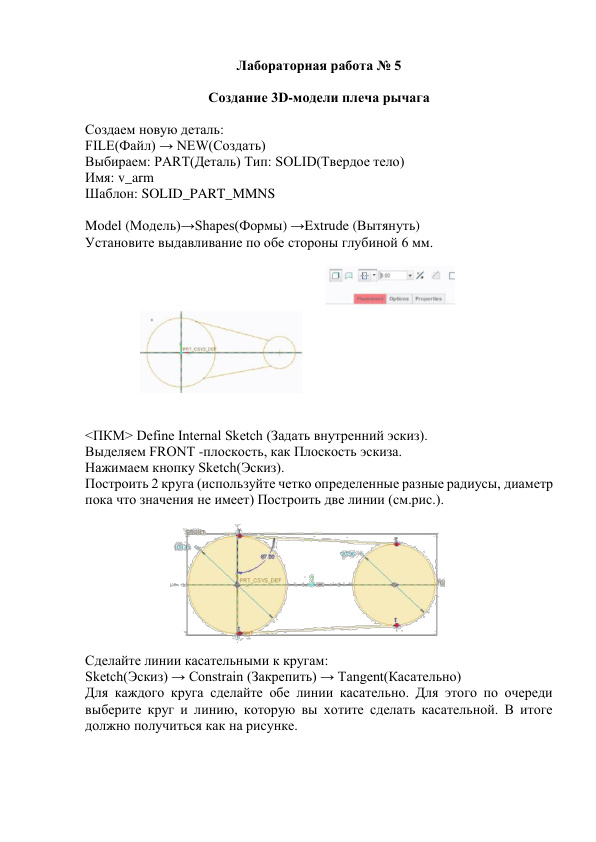 Лабораторная работа № 5
Создание 3D-модели плеча рычага
Создаем новую деталь:
FILE(Файл) → NEW(Создать)
Выбираем: PART(Деталь) Тип: SOLID(Твердое тело)
Имя: v_arm
Шаблон: SOLID_PART_MMNS
Model (Модель)→Shapes(Формы) →Extrude (Вытянуть)
Установите выдавливание по обе стороны глубиной 6 мм.
Placement Options Properties
PRT_CSYS_DEF
<ПКМ> Define Internal Sketch (Задать внутренний эскиз).
Выделяем FRONT -плоскость, как Плоскость эскиза.
Нажимаем кнопку Sketch(Эскиз).
Построить 2 круга (используйте четко определенные разные радиусы, диаметр
пока что значения не имеет) Построить две линии (см.рис.).
PRT_CSYS_DEF
Сделайте линии касательными к кругам:
Sketch(Эскиз) → Constrain (Закрепить) → Tangent(Касательно)
Для каждого круга сделайте обе линии касательно. Для этого по очереди
выберите круг и линию, которую вы хотите сделать касательной. В итоге
должно получиться как на рисунке.